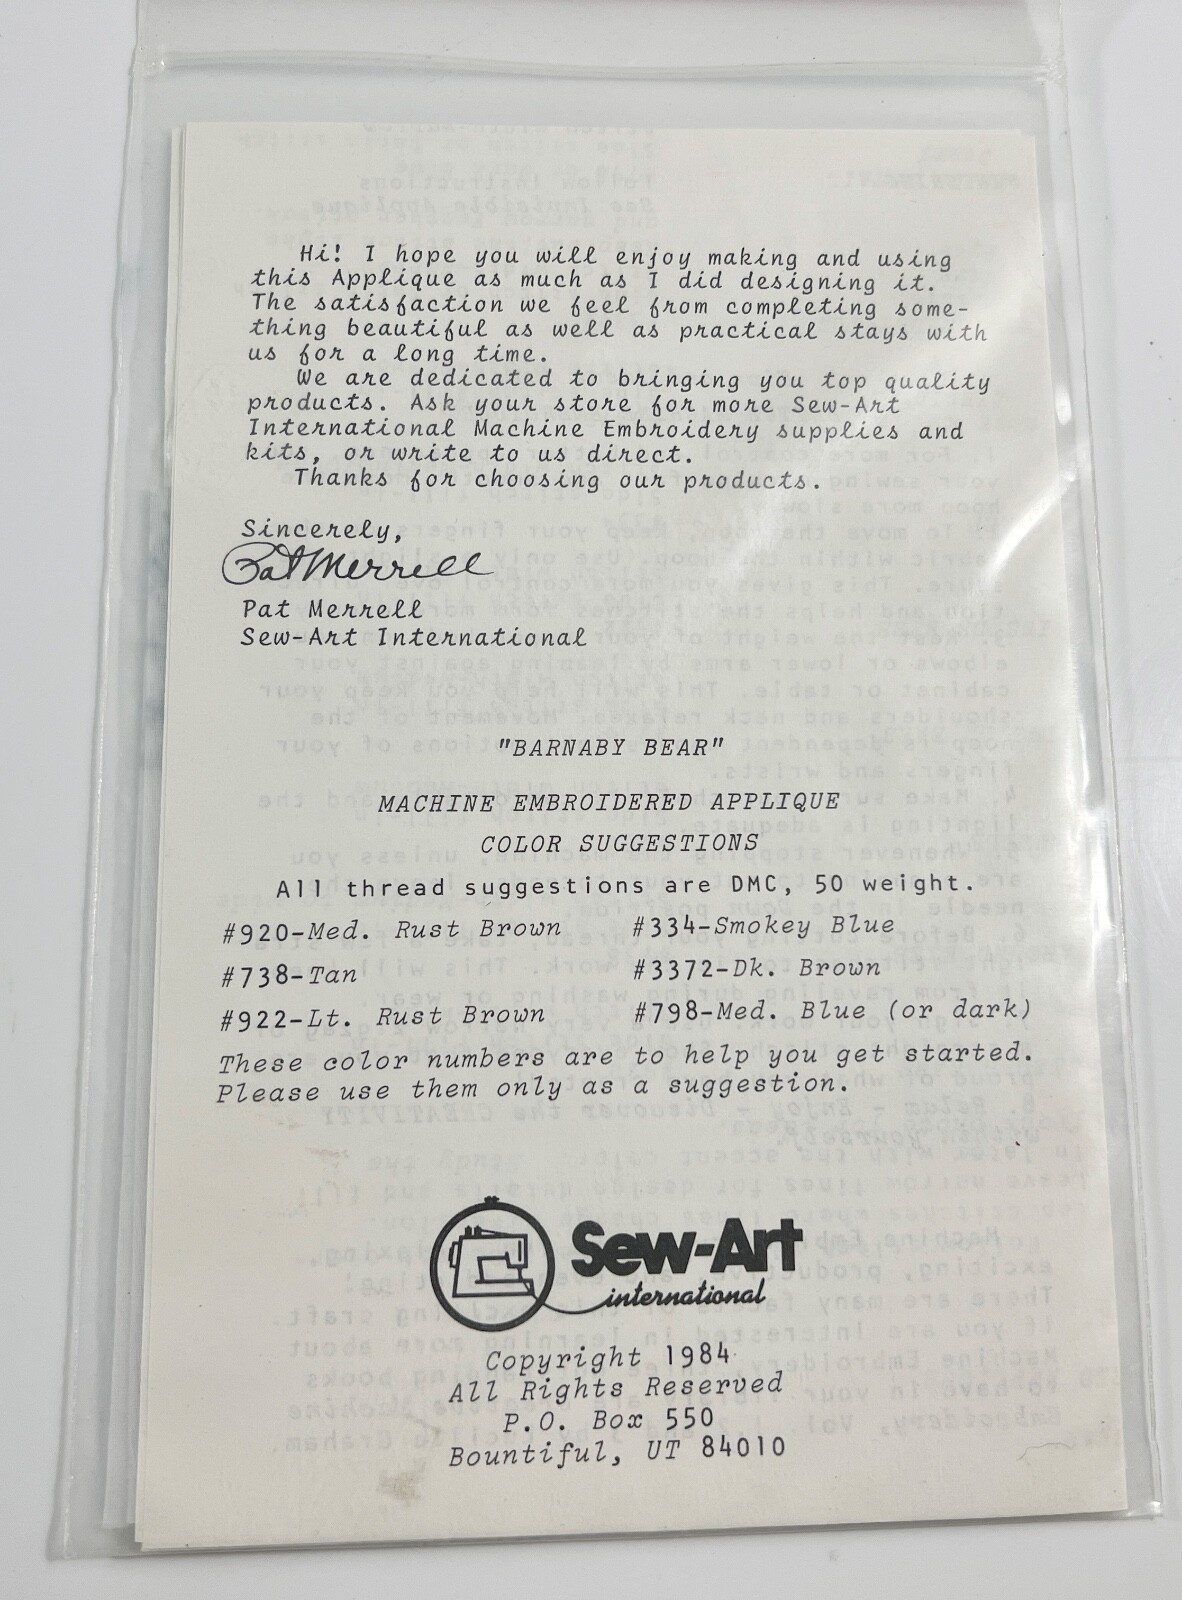 Hi! I hope you will enjoy making and using
this Applique as much as I did designing it.
The satisfaction we feel from completing some-
thing beautiful as well as practical stays with
us for a long time.
We are dedicated to bringing you top quality
products. Ask your store for more Sew-Art
International Machine Embroidery supplies and
kits, or write to us direct.
Thanks for choosing our products.
Sincerely,
Pat Merrell
Pat Merrell
Sew-Art International
"BARNABY BEAR"
MACHINE EMBROIDERED APPLIQUE
COLOR SUGGESTIONS
All thread suggestions are DMC, 50 weight.
#920-Med. Rust Brown #334-Smokey Blue
#738-Tan #3372-Dk. Brown
#922-Lt. Rust Brown #798-Med. Blue (or dark)
These color numbers are to help you get started.
Please use them only as a suggestion.
Sew-Art
international
Copyright 1984
All Rights Reserved
P.O. Box 550
Bountiful, UT 84010